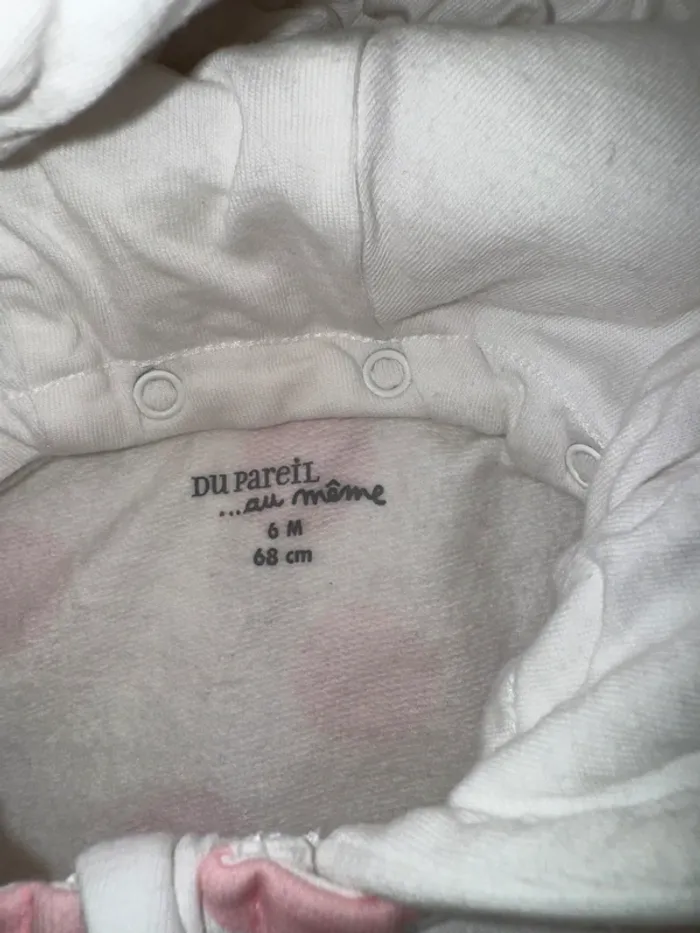 DU PAREIL
...au même
6 M
68 cm